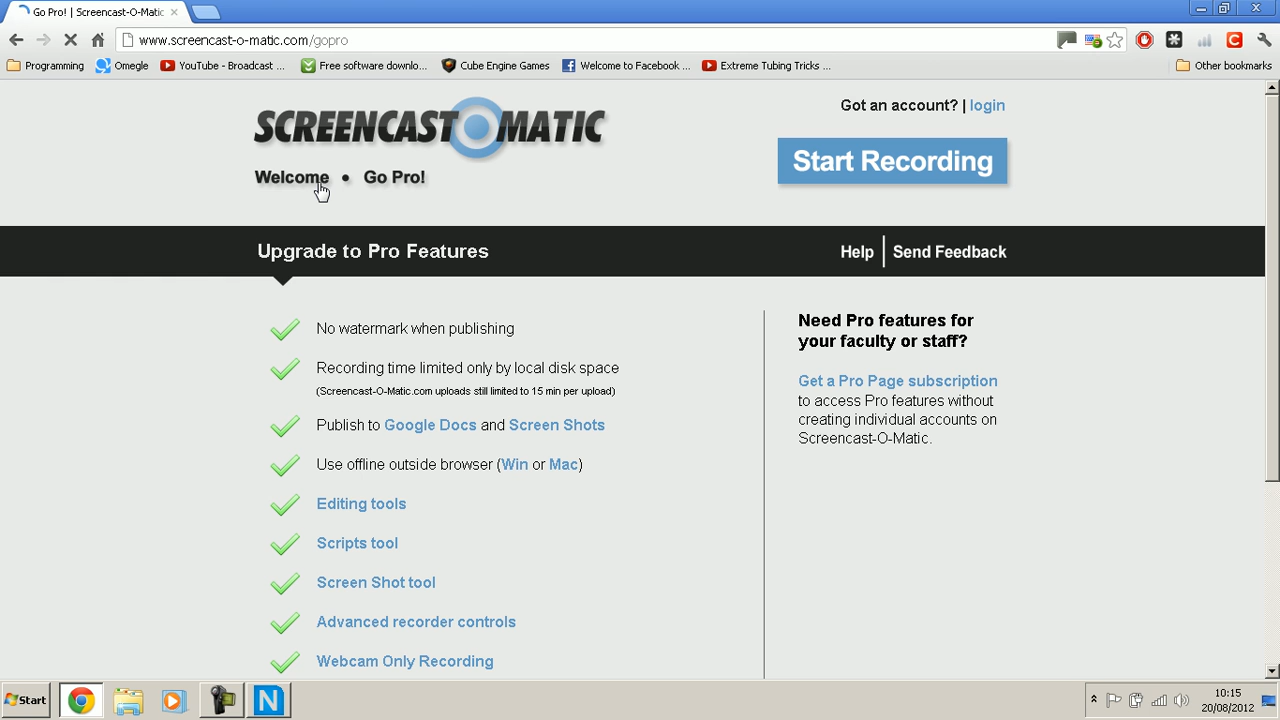 Go Pro! | Screencast-O-Matic
www.screencast-o-matic.com/gopro
Programming
Omegle
YouTube - Broadcast ...
Free software downlo...
Cube Engine Games
Welcome to Facebook ...
Extreme Tubing Tricks ...
Other bookmarks
SCREENCAST-O-MATIC
Got an account? | login
Start Recording
Welcome • Go Pro!
Upgrade to Pro Features
Help
Send Feedback
No watermark when publishing
Recording time limited only by local disk space
(Screencast-O-Matic.com uploads still limited to 15 min per upload)
Publish to Google Docs and Screen Shots
Use offline outside browser (Win or Mac)
Editing tools
Scripts tool
Screen Shot tool
Advanced recorder controls
Webcam Only Recording
Need Pro features for
your faculty or staff?
Get a Pro Page subscription
to access Pro features without
creating individual accounts on
Screencast-O-Matic.
Start
N
10:15
20/08/2012